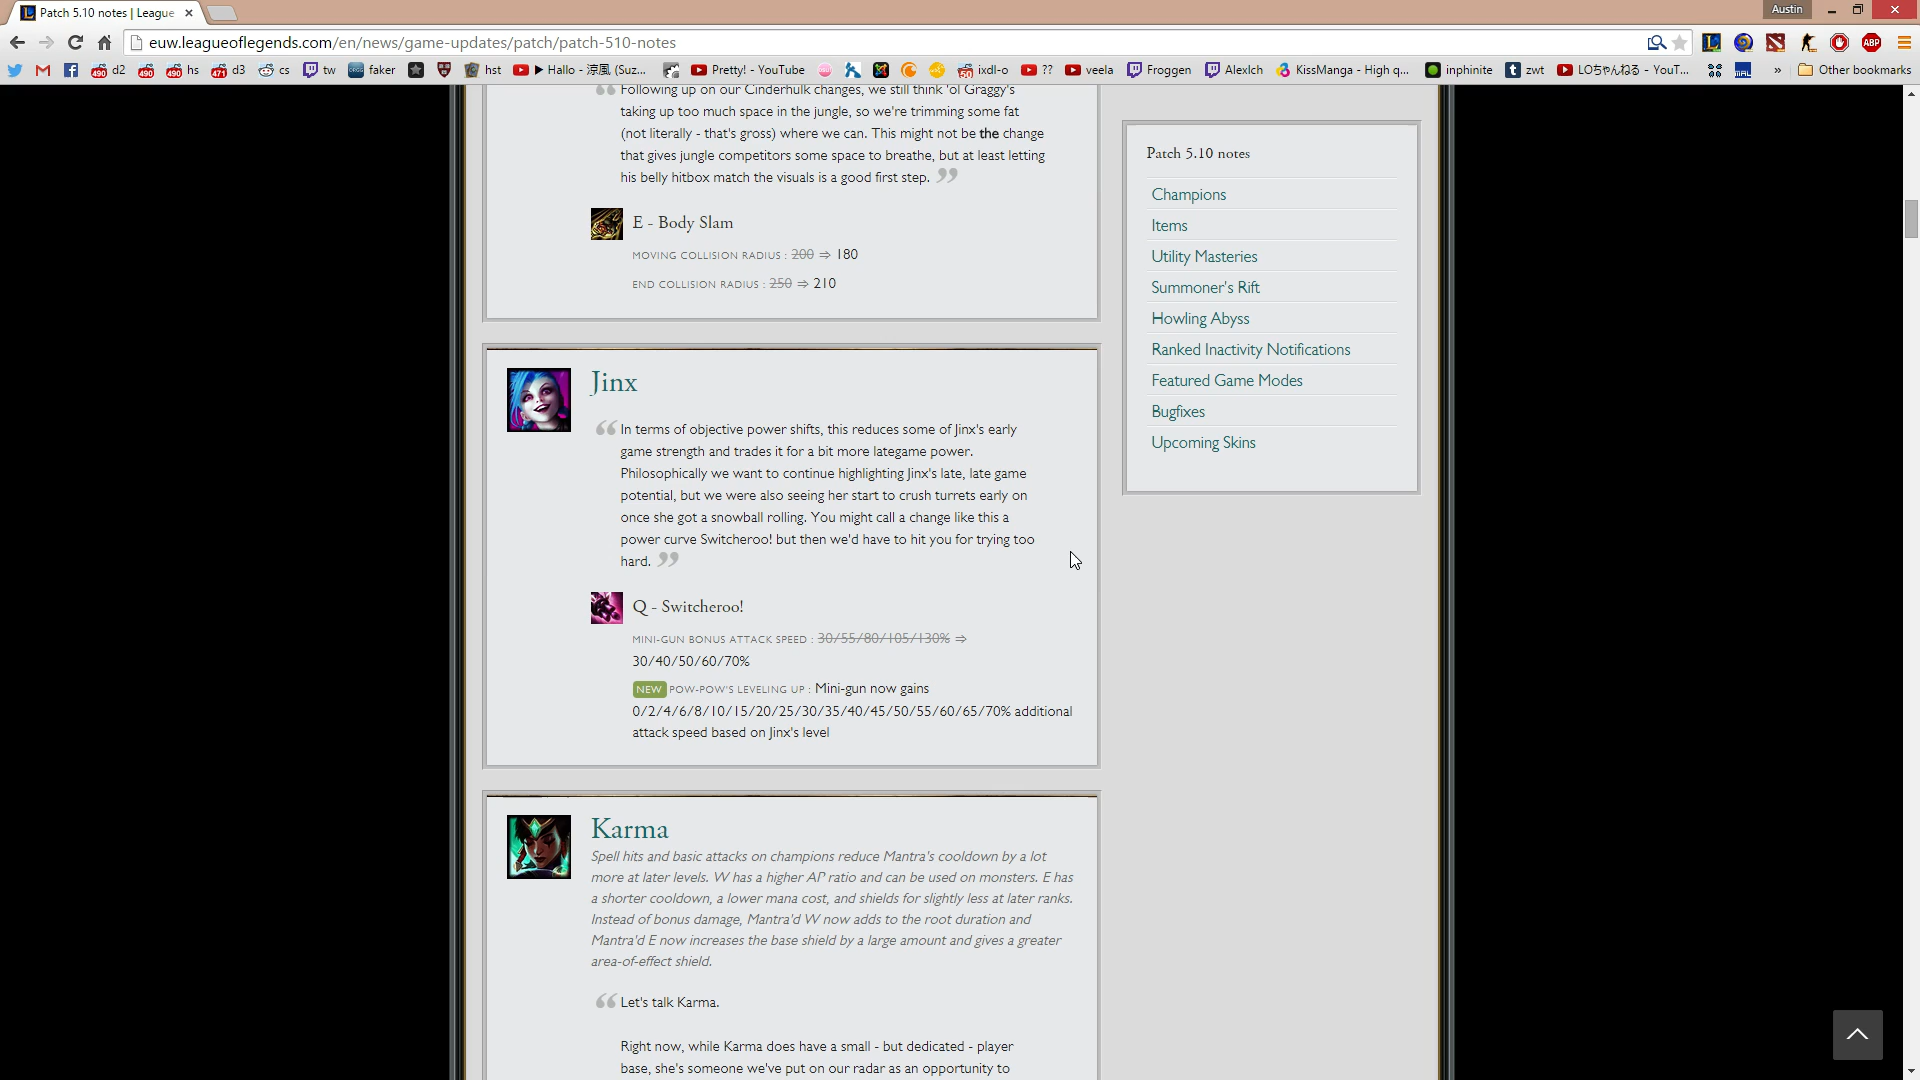 Patch 5.10 notes | League
Austin
euw.leagueoflegends.com/en/news/game-updates/patch/patch-510-notes
d2
hs
d3
cs
tw
faker
hst
▶ Hallo - 涼風 (Suz...
Pretty! - YouTube
ixdl-o
??
veela
Froggen
Alexlch
KissManga - High q...
inphinite
zwt
LOちゃんねる - YouT...
»
Other bookmarks
Following up on our Cinderhulk changes, we still think 'ol Graggy's
taking up too much space in the jungle, so we're trimming some fat
(not literally - that's gross) where we can. This might not be the change
that gives jungle competitors some space to breathe, but at least letting
his belly hitbox match the visuals is a good first step.
E - Body Slam
MOVING COLLISION RADIUS : 200 ⇒ 180
END COLLISION RADIUS : 250 ⇒ 210
Jinx
In terms of objective power shifts, this reduces some of Jinx's early
game strength and trades it for a bit more lategame power.
Philosophically we want to continue highlighting Jinx's late, late game
potential, but we were also seeing her start to crush turrets early on
once she got a snowball rolling. You might call a change like this a
power curve Switcheroo! but then we'd have to hit you for trying too
hard.
Q - Switcheroo!
MINI-GUN BONUS ATTACK SPEED : 30/55/80/105/130% ⇒
30/40/50/60/70%
NEW POW-POW'S LEVELING UP : Mini-gun now gains
0/2/4/6/8/10/15/20/25/30/35/40/45/50/55/60/65/70% additional
attack speed based on Jinx's level
Karma
Spell hits and basic attacks on champions reduce Mantra's cooldown by a lot
more at later levels. W has a higher AP ratio and can be used on monsters. E has
a shorter cooldown, a lower mana cost, and shields for slightly less at later ranks.
Instead of bonus damage, Mantra'd W now adds to the root duration and
Mantra'd E now increases the base shield by a large amount and gives a greater
area-of-effect shield.
Let's talk Karma.
Right now, while Karma does have a small - but dedicated - player
base, she's someone we've put on our radar as an opportunity to
Patch 5.10 notes
Champions
Items
Utility Masteries
Summoner's Rift
Howling Abyss
Ranked Inactivity Notifications
Featured Game Modes
Bugfixes
Upcoming Skins